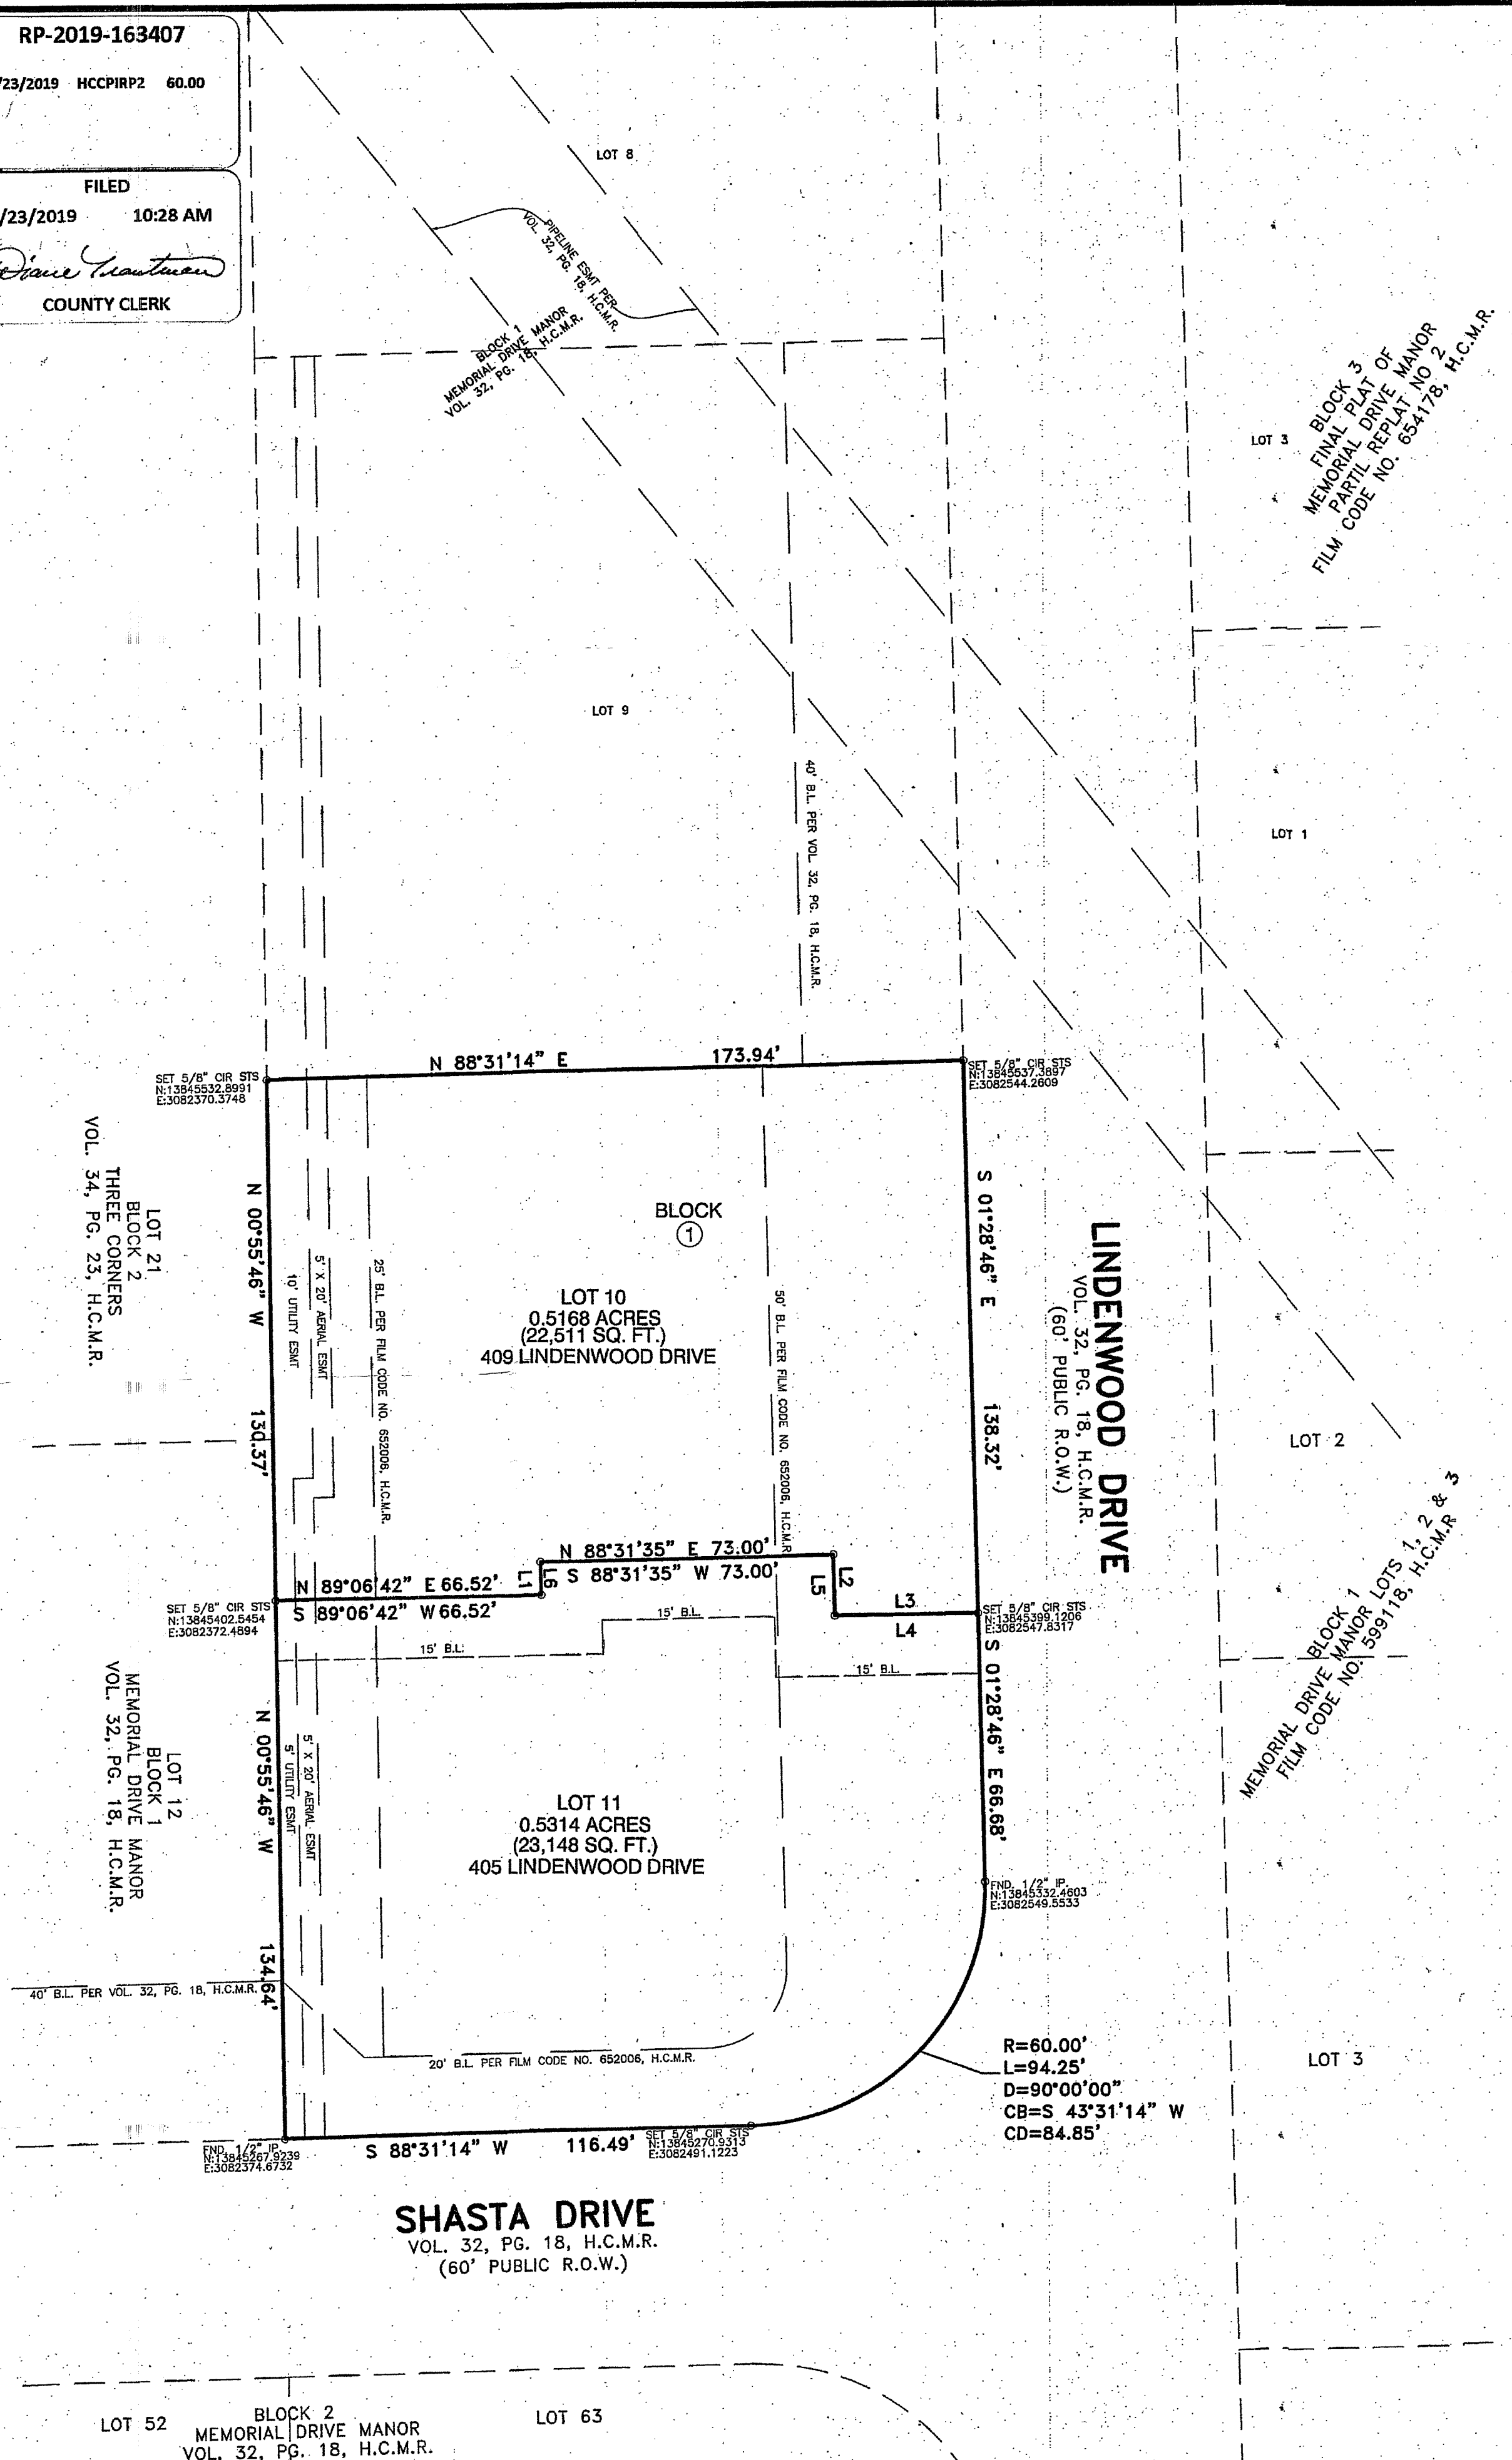 RP-2019-163407
/23/2019 HCCPIRP2 60.00
FILED
/23/2019 10:28 AM
Diane Trautman
COUNTY CLERK
LOT 8
PIPELINE ESMT PER
VOL. 32, PG. 18, H.C.M.R.
BLOCK 1
MEMORIAL DRIVE MANOR
VOL. 32, PG. 18, H.C.M.R.
LOT 3
BLOCK 3
FINAL PLAT OF
MEMORIAL DRIVE MANOR
PARTIL REPLAT NO 2
FILM CODE NO. 654178, H.C.M.R.
LOT 9
40' B.L. PER VOL. 32, PG. 18, H.C.M.R.
LOT 1
N 88°31'14" E 173.94'
SET 5/8" CIR STS
N:13845532.8991
E:3082370.3748
SET 5/8" CIR STS
N:13845537.3897
E:3082544.2609
LOT 21
BLOCK 2
THREE CORNERS
VOL. 34, PG. 23, H.C.M.R.
N 00°55'46" W 130.37'
10' UTILITY ESMT
5' X 20' AERIAL ESMT
25' B.L. PER FILM CODE NO. 652006, H.C.M.R.
BLOCK
1
LOT 10
0.5168 ACRES
(22,511 SQ. FT.)
409 LINDENWOOD DRIVE
50' B.L. PER FILM CODE NO. 652006, H.C.M.R
S 01°28'46" E 138.32'
LINDENWOOD DRIVE
VOL. 32, PG. 18, H.C.M.R.
(60' PUBLIC R.O.W.)
LOT 2
BLOCK 1
MEMORIAL DRIVE MANOR LOTS 1, 2 & 3
FILM CODE NO. 599118, H.C.M.R
N 88°31'35" E 73.00'
S 88°31'35" W 73.00'
N 89°06'42" E 66.52'
S 89°06'42" W 66.52'
L1
L6
L5
L2
L3
L4
SET 5/8" CIR STS
N:13845402.5454
E:3082372.4894
SET 5/8" CIR STS
N:13845399.1206
E:3082547.8317
15' B.L.
15' B.L.
15' B.L.
LOT 12
BLOCK 1
MEMORIAL DRIVE MANOR
VOL. 32, PG. 18, H.C.M.R.
N 00°55'46" W 134.64'
5' UTILITY ESMT
5' X 20' AERIAL ESMT
LOT 11
0.5314 ACRES
(23,148 SQ. FT.)
405 LINDENWOOD DRIVE
S 01°28'46" E 66.68'
FND. 1/2" IP.
N:13845332.4603
E:3082549.5533
40' B.L. PER VOL. 32, PG. 18, H.C.M.R.
20' B.L. PER FILM CODE NO. 652006, H.C.M.R.
R=60.00'
L=94.25'
D=90°00'00"
CB=S 43°31'14" W
CD=84.85'
LOT 3
FND. 1/2" IP.
N:13845267.9239
E:3082374.6732
S 88°31'14" W 116.49'
SET 5/8" CIR STS
N:13845270.9313
E:3082491.1223
SHASTA DRIVE
VOL. 32, PG. 18, H.C.M.R.
(60' PUBLIC R.O.W.)
LOT 52
BLOCK 2
MEMORIAL DRIVE MANOR
VOL. 32, PG. 18, H.C.M.R.
LOT 63